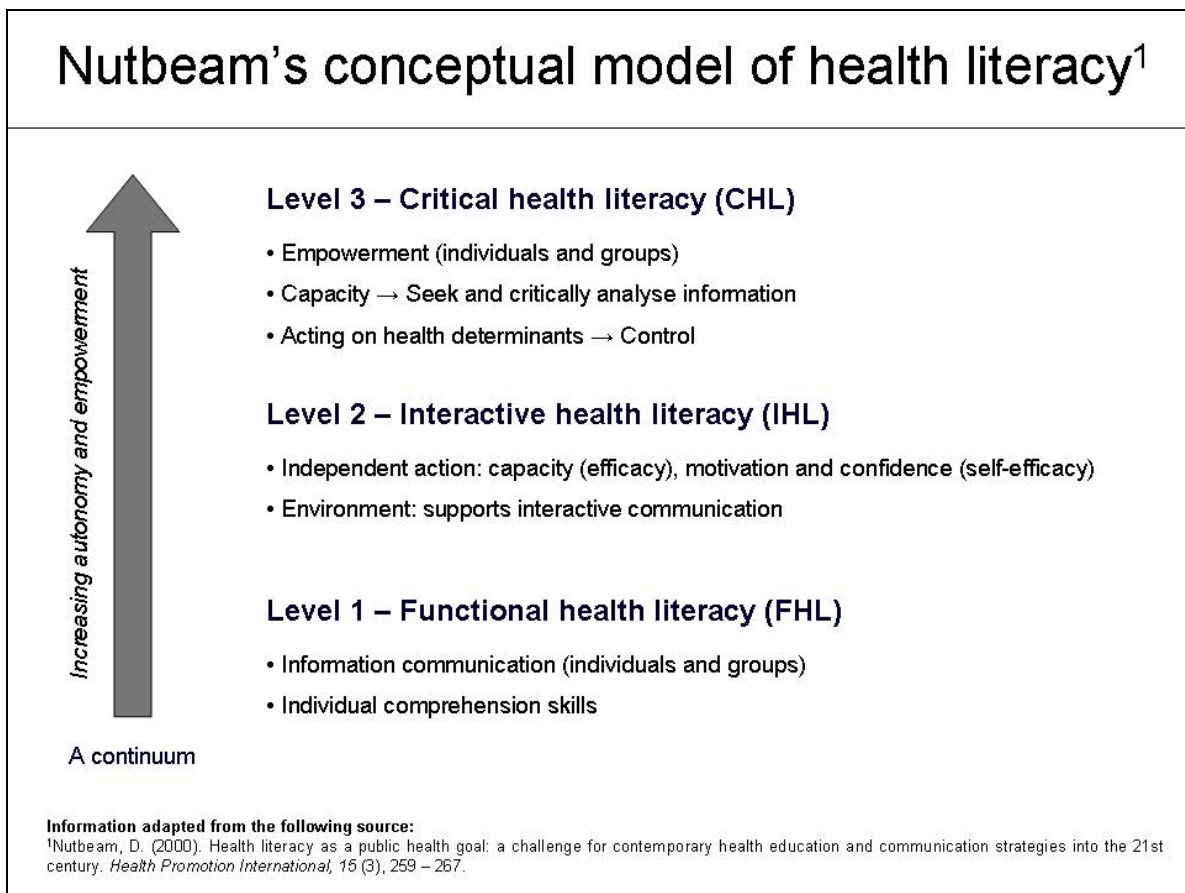 Nutbeam's conceptual model of health literacy¹
Increasing autonomy and empowerment
A continuum
Level 3 – Critical health literacy (CHL)
• Empowerment (individuals and groups)
• Capacity → Seek and critically analyse information
• Acting on health determinants → Control
Level 2 – Interactive health literacy (IHL)
• Independent action: capacity (efficacy), motivation and confidence (self-efficacy)
• Environment: supports interactive communication
Level 1 – Functional health literacy (FHL)
• Information communication (individuals and groups)
• Individual comprehension skills
Information adapted from the following source:
¹Nutbeam, D. (2000). Health literacy as a public health goal: a challenge for contemporary health education and communication strategies into the 21st
century. Health Promotion International, 15 (3), 259 – 267.